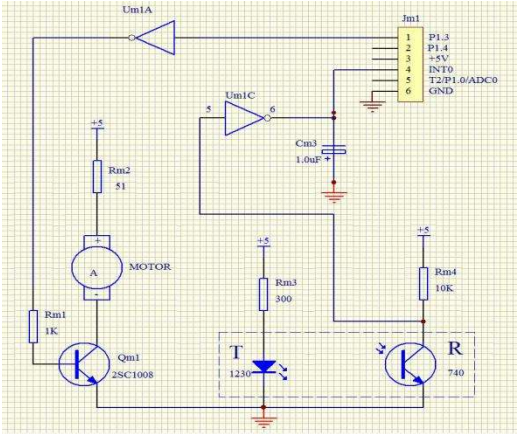 Um1A
Jm1
1 P1.3
2 P1.4
3 +5V
4 INT0
5 T2/P1.0/ADC0
6 GND
Um1C
5 6
Cm3
1.0uF +
+5
Rm2
51
+
A
MOTOR
-
+5
Rm3
300
+5
Rm4
10K
Rm1
1K
Qm1
2SC1008
T
1230
R
740